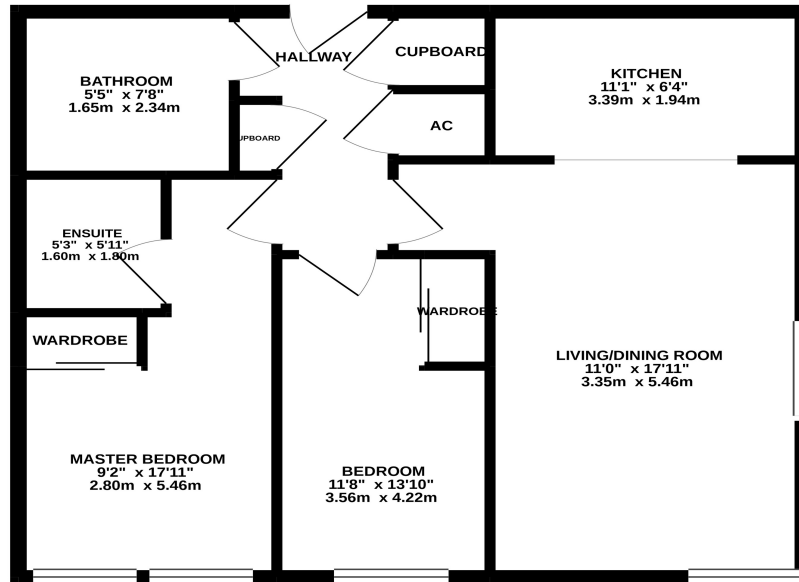 HALLWAY
CUPBOARD
BATHROOM
5'5" x 7'8"
1.65m x 2.34m
KITCHEN
11'1" x 6'4"
3.39m x 1.94m
AC
UPBOARD
ENSUITE
5'3" x 5'11"
1.60m x 1.80m
WARDROBE
WARDROBE
LIVING/DINING ROOM
11'0" x 17'11"
3.35m x 5.46m
MASTER BEDROOM
9'2" x 17'11"
2.80m x 5.46m
BEDROOM
11'8" x 13'10"
3.56m x 4.22m